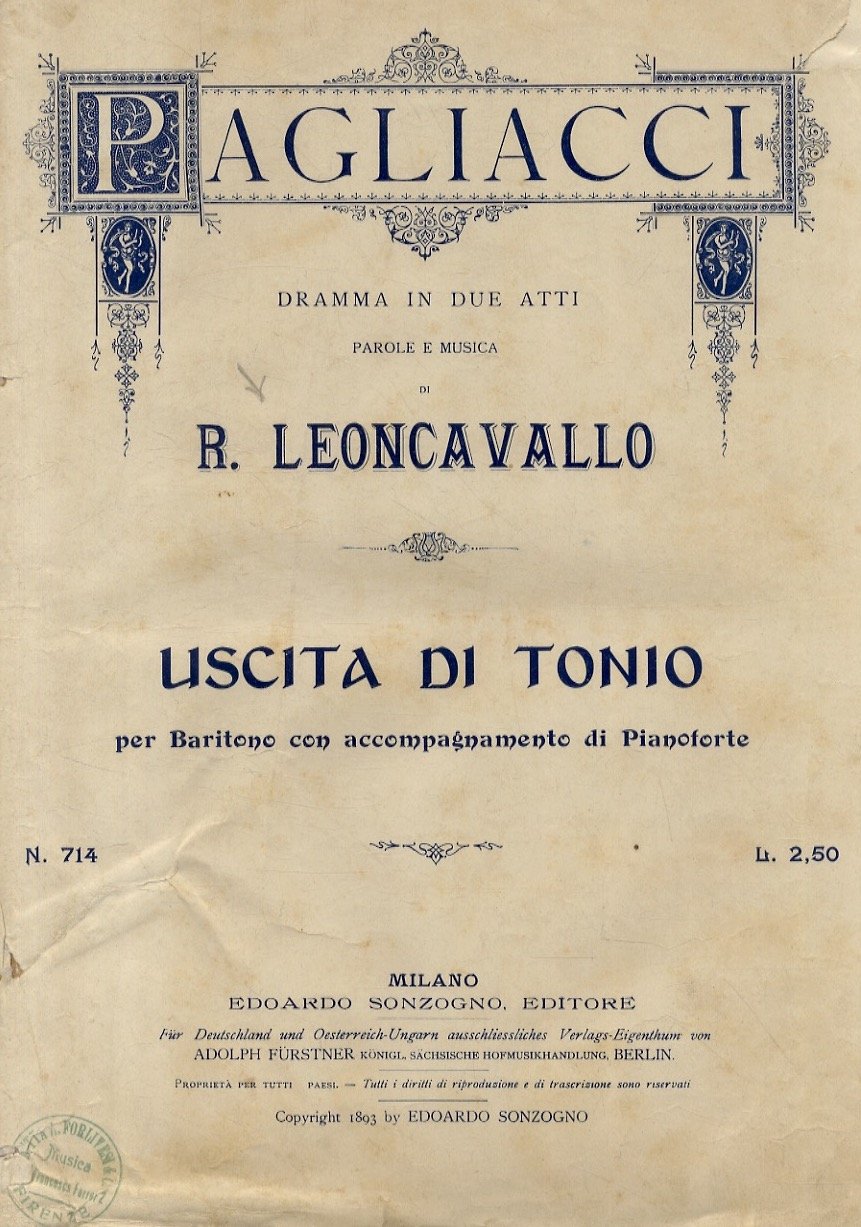 PAGLIACCI
DRAMMA IN DUE ATTI
PAROLE E MUSICA
DI
R. LEONCAVALLO
USCITA DI TONIO
per Baritono con accompagnamento di Pianoforte
N. 714
L. 2,50
MILANO
EDOARDO SONZOGNO, EDITORE
Für Deutschland und Oesterreich-Ungarn ausschliessliches Verlags-Eigenthum von
ADOLPH FÜRSTNER KÖNIGL. SÄCHSISCHE HOFMUSIKHANDLUNG, BERLIN.
PROPRIETÀ PER TUTTI PAESI. — Tutti i diritti di riproduzione e di trascrizione sono riservati
Copyright 1893 by EDOARDO SONZOGNO
FORLIVESI &
Musica
FIRENZE